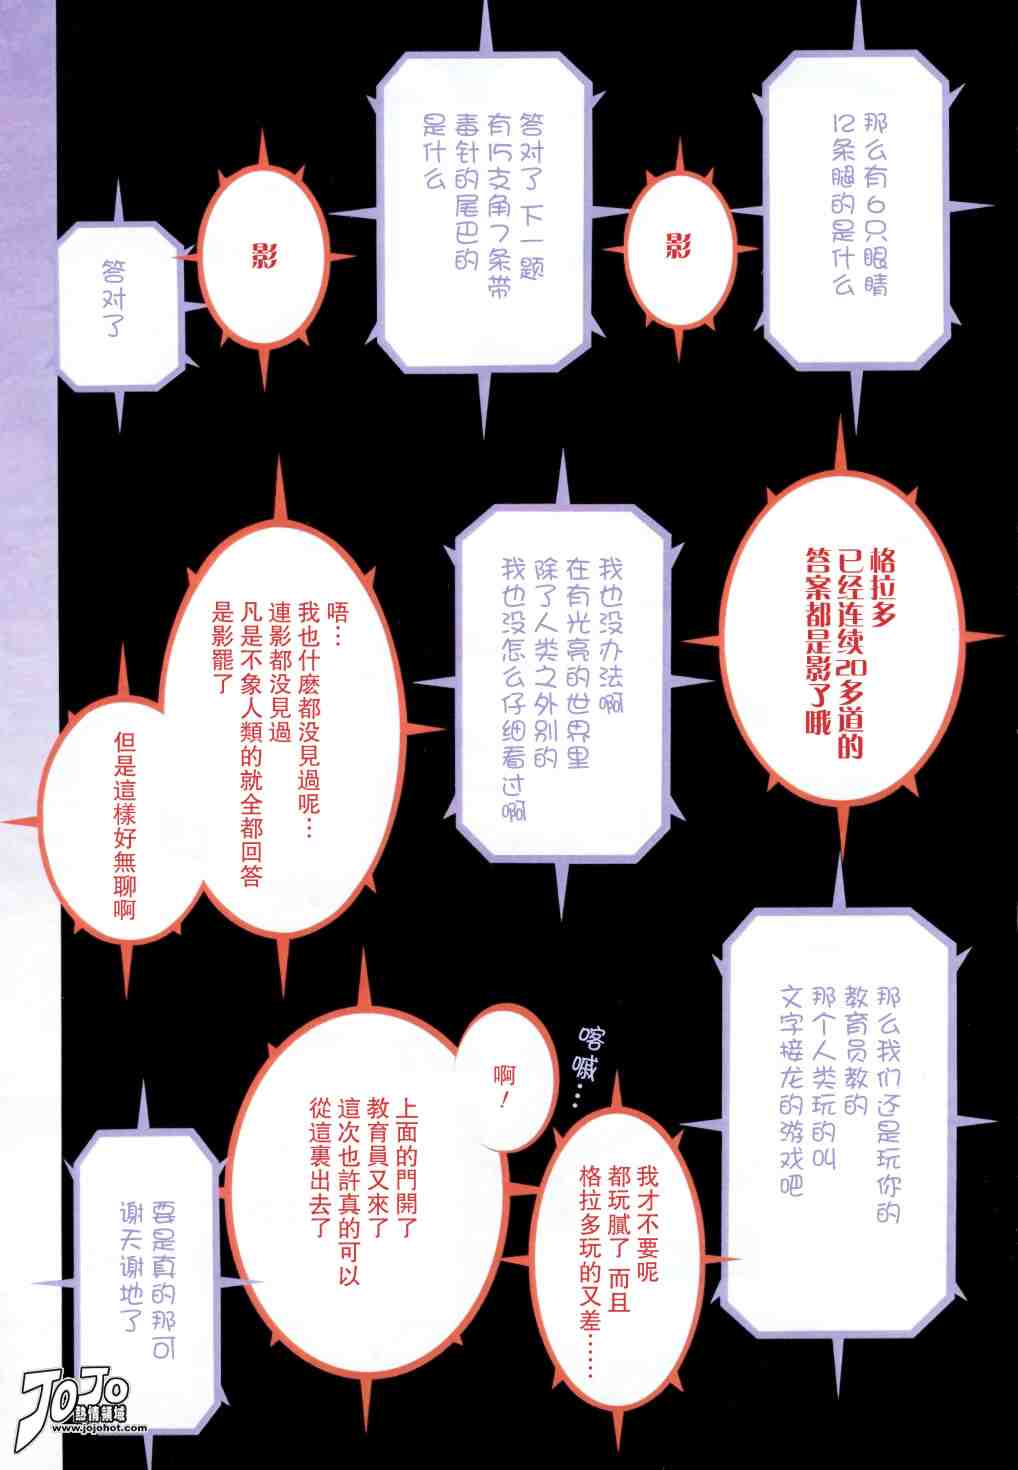 那么有6只眼睛
12条腿的是什么
影
答对了 下一题
有15支角7条带
毒针的尾巴的
是什么
影
答对了
格拉多
已经连续20多道的
答案都是影了哦
我也没办法啊
在有光亮的世界里
除了人类之外别的
我也没怎么仔细看过啊
唔…
我也什麼都没見過呢…
連影都没見過
凡是不象人類的就全都回答
是影罷了
但是這樣好無聊啊
那么我们还是玩你的
教育员教的
那个人类玩的叫
文字接龙的游戏吧
我才不要呢
都玩膩了 而且
格拉多玩的又差……
喀嘁…
啊！
上面的門開了
教育員又來了
這次也許真的可以
從這裏出去了
要是真的那可
谢天谢地了
JOJO
熱情領域
www.jojohot.com